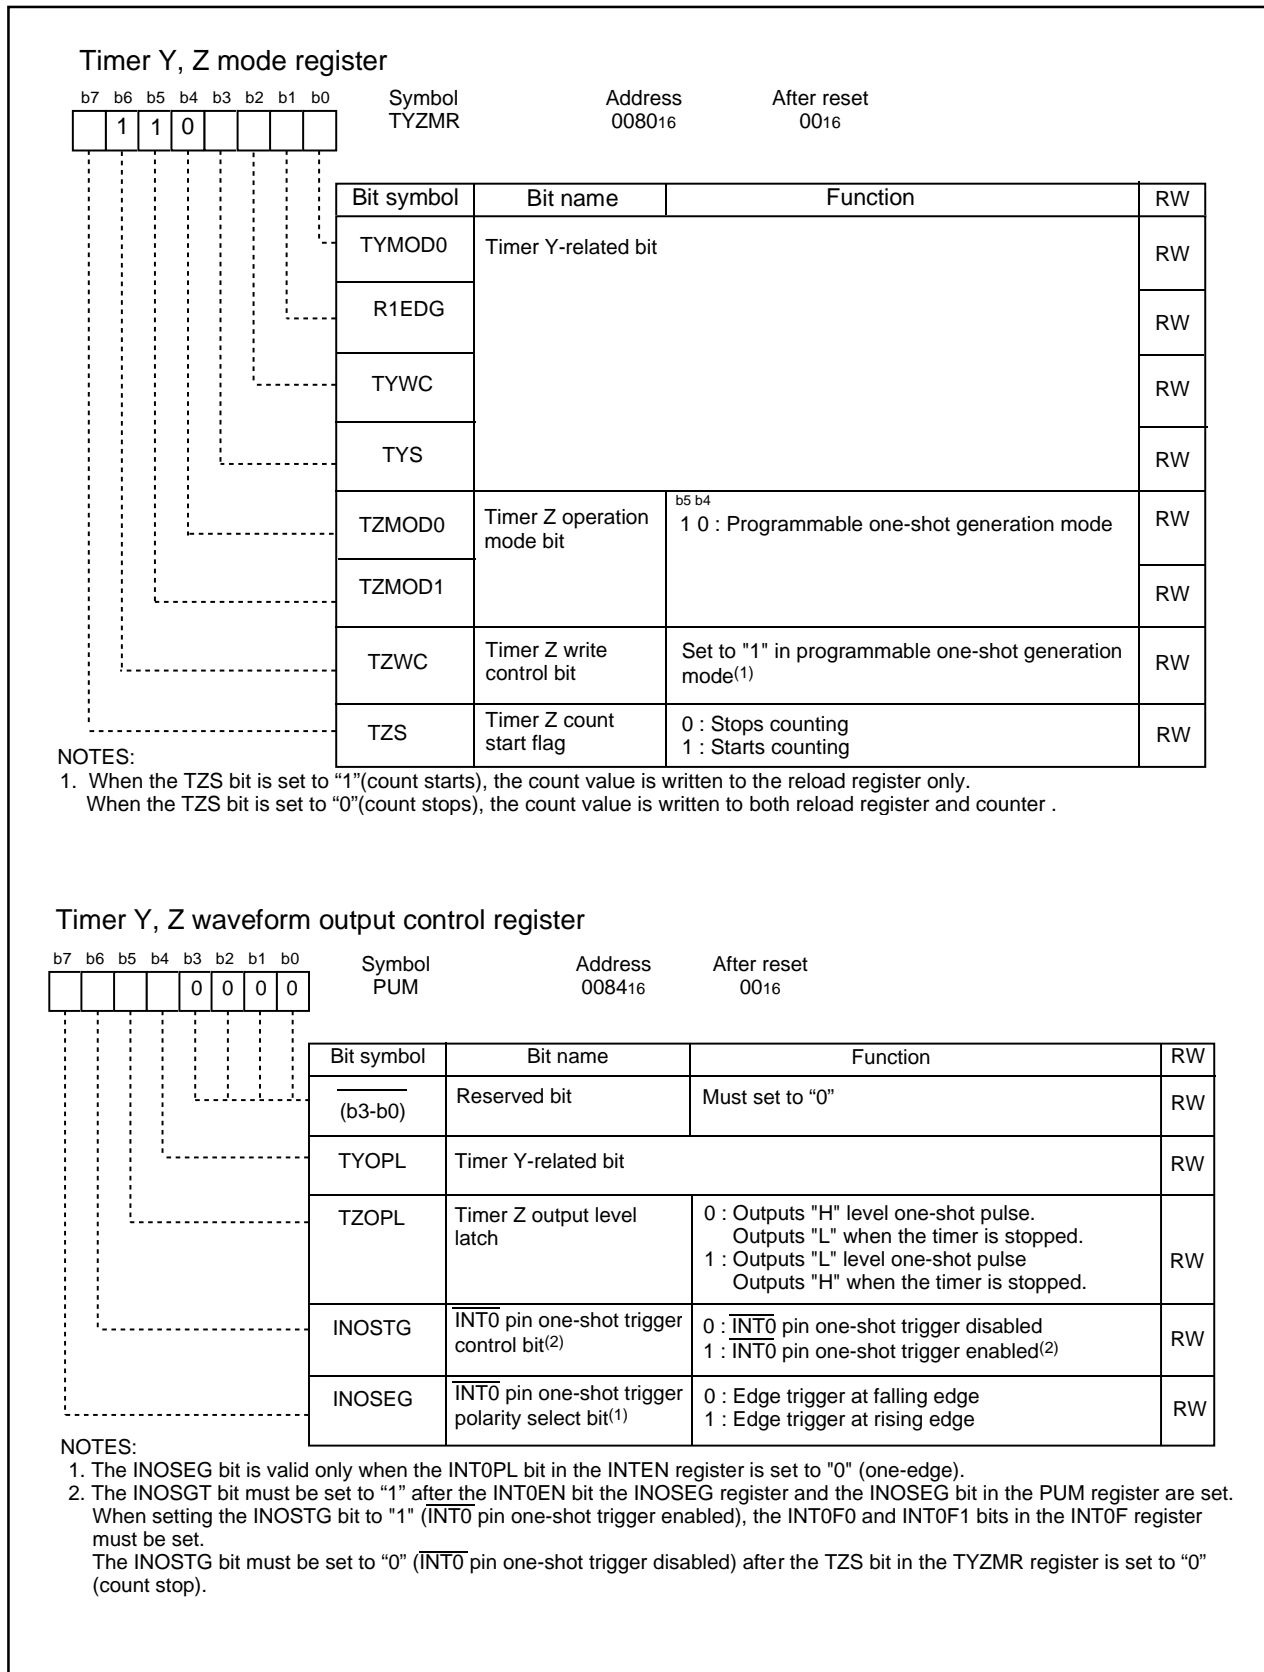 Timer Y, Z mode register
b7 b6 b5 b4 b3 b2 b1 b0
1 1 0
Symbol Address After reset
TYZMR 008016 0016
Bit symbol Bit name Function RW
TYMOD0 Timer Y-related bit RW
R1EDG RW
TYWC RW
TYS RW
b5 b4
TZMOD0 Timer Z operation mode bit 1 0 : Programmable one-shot generation mode RW
TZMOD1 RW
TZWC Timer Z write control bit Set to "1" in programmable one-shot generation mode(1) RW
TZS Timer Z count start flag 0 : Stops counting
1 : Starts counting RW
NOTES:
1. When the TZS bit is set to “1”(count starts), the count value is written to the reload register only.
When the TZS bit is set to “0”(count stops), the count value is written to both reload register and counter .
Timer Y, Z waveform output control register
b7 b6 b5 b4 b3 b2 b1 b0
0 0 0 0
Symbol Address After reset
PUM 008416 0016
Bit symbol Bit name Function RW
(b3-b0) Reserved bit Must set to “0” RW
TYOPL Timer Y-related bit RW
TZOPL Timer Z output level latch 0 : Outputs "H" level one-shot pulse.
Outputs "L" when the timer is stopped.
1 : Outputs "L" level one-shot pulse
Outputs "H" when the timer is stopped. RW
INOSTG INT0 pin one-shot trigger control bit(2) 0 : INT0 pin one-shot trigger disabled
1 : INT0 pin one-shot trigger enabled(2) RW
INOSEG INT0 pin one-shot trigger polarity select bit(1) 0 : Edge trigger at falling edge
1 : Edge trigger at rising edge RW
NOTES:
1. The INOSEG bit is valid only when the INT0PL bit in the INTEN register is set to "0" (one-edge).
2. The INOSGT bit must be set to “1” after the INT0EN bit the INOSEG register and the INOSEG bit in the PUM register are set.
When setting the INOSTG bit to "1" (INT0 pin one-shot trigger enabled), the INT0F0 and INT0F1 bits in the INT0F register
must be set.
The INOSTG bit must be set to “0” (INT0 pin one-shot trigger disabled) after the TZS bit in the TYZMR register is set to “0”
(count stop).